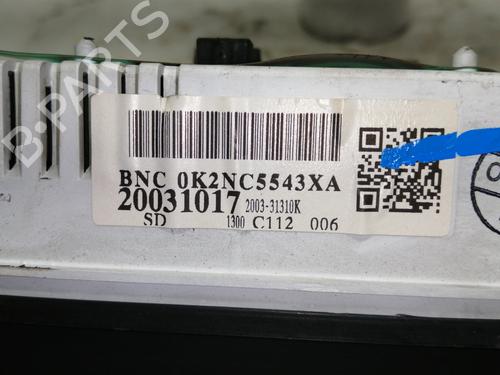 BNC 0K2NC5543XA
20031017 2003-31310K
SD 1300 C112 006
B-PARTS